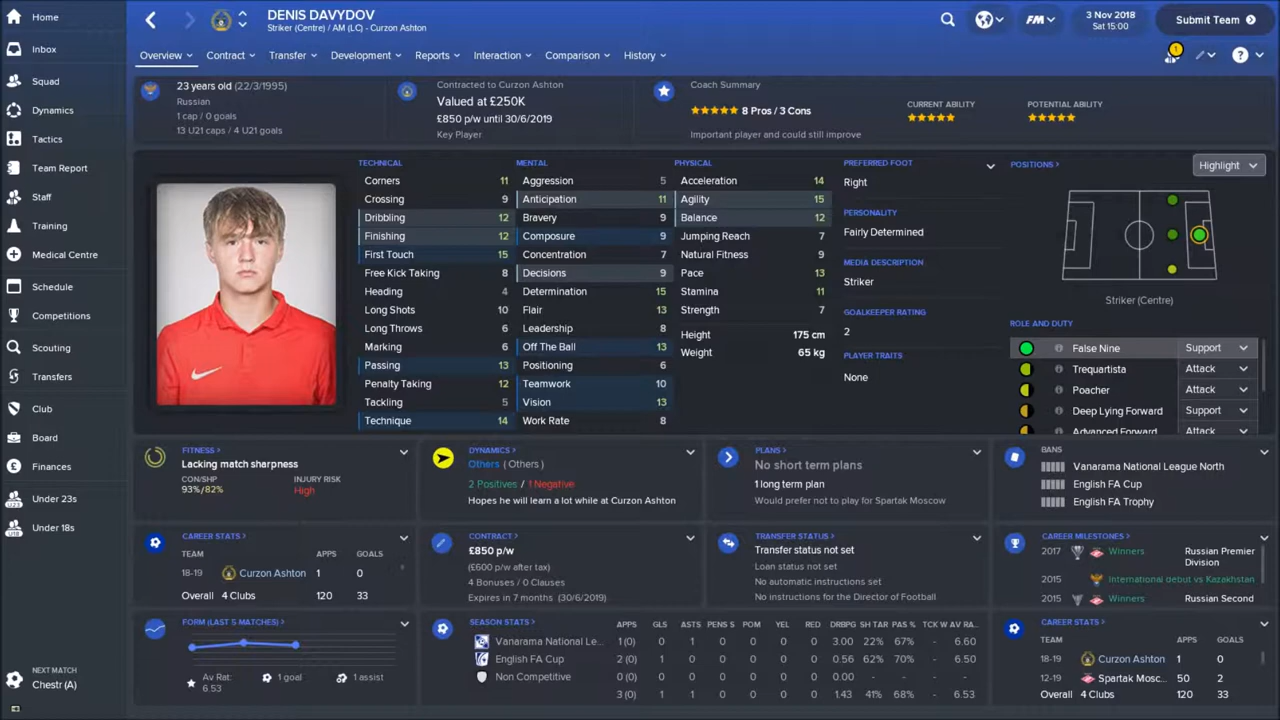 Home
Inbox
Squad
Dynamics
Tactics
Team Report
Staff
Training
Medical Centre
Schedule
Competitions
Scouting
Transfers
Club
Board
Finances
U23
Under 23s
U18
Under 18s
NEXT MATCH
Chestr (A)
DENIS DAVYDOV
Striker (Centre) / AM (LC) - Curzon Ashton
FM
3 Nov 2018
Sat 15:00
Submit Team
Overview
Contract
Transfer
Development
Reports
Interaction
Comparison
History
1
?
23 years old (22/3/1995)
Russian
1 cap / 0 goals
13 U21 caps / 4 U21 goals
Contracted to Curzon Ashton
Valued at £250K
£850 p/w until 30/6/2019
Key Player
Coach Summary
8 Pros / 3 Cons
Important player and could still improve
CURRENT ABILITY
POTENTIAL ABILITY
TECHNICAL
Corners 11
Crossing 9
Dribbling 12
Finishing 12
First Touch 15
Free Kick Taking 8
Heading 4
Long Shots 10
Long Throws 6
Marking 6
Passing 13
Penalty Taking 12
Tackling 5
Technique 14
MENTAL
Aggression 5
Anticipation 11
Bravery 9
Composure 9
Concentration 7
Decisions 9
Determination 15
Flair 13
Leadership 8
Off The Ball 13
Positioning 6
Teamwork 10
Vision 13
Work Rate 8
PHYSICAL
Acceleration 14
Agility 15
Balance 12
Jumping Reach 7
Natural Fitness 9
Pace 13
Stamina 11
Strength 7
Height 175 cm
Weight 65 kg
PREFERRED FOOT
Right
PERSONALITY
Fairly Determined
MEDIA DESCRIPTION
Striker
GOALKEEPER RATING
2
PLAYER TRAITS
None
POSITIONS >
Highlight
Striker (Centre)
ROLE AND DUTY
False Nine Support
Trequartista Attack
Poacher Attack
Deep Lying Forward Support
Advanced Forward Attack
FITNESS >
Lacking match sharpness
CON/SHP INJURY RISK
93%/82% High
DYNAMICS >
Others ( Others )
2 Positives / 1 Negative
Hopes he will learn a lot while at Curzon Ashton
PLANS >
No short term plans
1 long term plan
Would prefer not to play for Spartak Moscow
BANS
Vanarama National League North
English FA Cup
English FA Trophy
CAREER STATS >
TEAM APPS GOALS
18-19 Curzon Ashton 1 0
Overall 4 Clubs 120 33
CONTRACT >
£850 p/w
(£600 p/w after tax)
4 Bonuses / 0 Clauses
Expires in 7 months (30/6/2019)
TRANSFER STATUS >
Transfer status not set
Loan status not set
No automatic instructions set
No instructions for the Director of Football
CAREER MILESTONES >
2017 Winners Russian Premier Division
2015 International debut vs Kazakhstan
2015 Winners Russian Second
FORM (LAST 5 MATCHES) >
Av Rat: 6.53
1 goal
1 assist
SEASON STATS >
APPS GLS ASTS PENS S POM YEL RED DRBPG SH TAR PAS % TCK W AV RA...
Vanarama National Le... 1 (0) 0 1 0 0 0 0 3.00 22% 67% - 6.60
English FA Cup 2 (0) 1 0 0 0 0 0 0.56 62% 70% - 6.50
Non Competitive - - - - - - - 0.00 - - - -
3 (0) 1 1 0 0 0 0 1.43 41% 68% - 6.53
CAREER STATS >
TEAM APPS GOALS
18-19 Curzon Ashton 1 0
12-19 Spartak Mosc... 50 2
Overall 4 Clubs 120 33